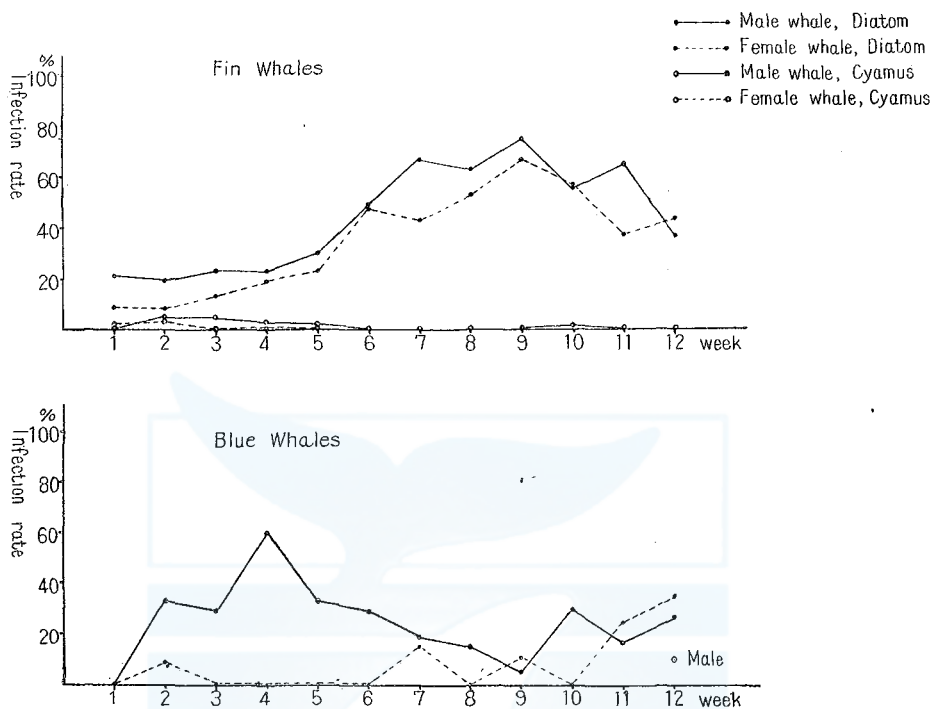 Male whale, Diatom
Female whale, Diatom
Male whale, Cyamus
Female whale, Cyamus
Fin Whales
%
Infection rate
100
80
60
40
20
1 2 3 4 5 6 7 8 9 10 11 12 week
Blue Whales
%
Infection rate
100
80
60
40
20
Male
1 2 3 4 5 6 7 8 9 10 11 12 week